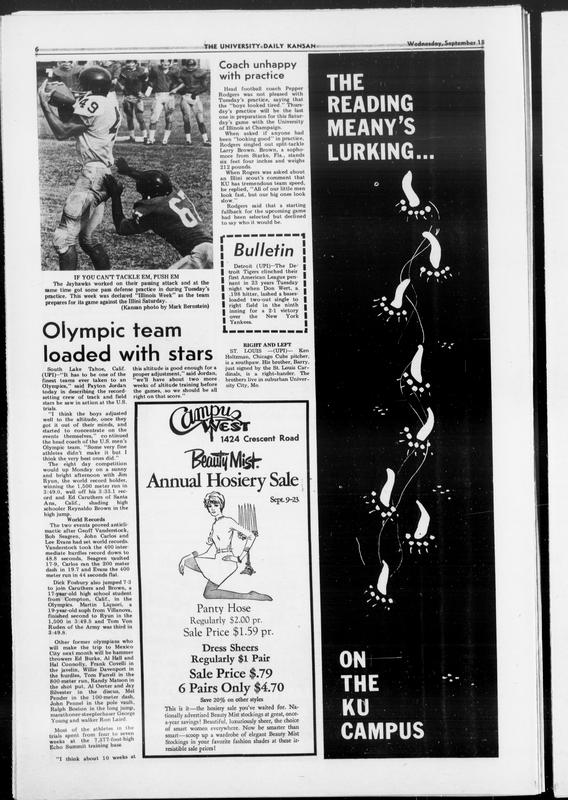 6
THE UNIVERSITY DAILY KANSAN
Wednesday, September 18
IF YOU CAN'T TACKLE EM, PUSH EM
The Jayhawks worked on their passing attack and at the
same time got some pass defense practice in during Tuesday's
practice. This week was declared "Illinois Week" as the team
prepares for its game against the Illini Saturday.
(Kansan photo by Mark Bernstein)
Coach unhappy
with practice
Head football coach Pepper
Rodgers was not pleased with
Tuesday's practice, saying that
the "boys looked tired." Thurs-
day's practice will be the last
one in preparation for this Satur-
day's game with the University
of Illinois at Champaign.
When asked if anyone had
been "looking good" in practice,
Rodgers singled out split-tackle
Larry Brown. Brown, a sopho-
more from Starke, Fla., stands
six feet four inches and weighs
212 pounds.
When Rogers was asked about
an Illini scout's comment that
KU has tremendous team speed,
he replied, "All of our little men
look fast, but our big ones look
slow."
Rodgers said that a starting
fullback for the upcoming game
had been selected but declined
to say who it would be.
Bulletin
Detroit (UPI)—The De-
troit Tigers clinched their
first American League pen-
nant in 23 years Tuesday
night when Don Wert, a
.198 hitter, lashed a bases-
loaded two-out single to
right field in the ninth
inning for a 2-1 victory
over the New York
Yankees.
RIGHT AND LEFT
ST. LOUIS —(UPI)— Ken
Holtzman, Chicago Cubs pitcher,
is a southpaw. His brother, Barry,
just signed by the St. Louis Car-
dinals, is a right-hander. The
brothers live in suburban Univer-
sity City, Mo.
Olympic team
loaded with stars
South Lake Tahoe, Calif.
(UPI)—"It has to be one of the
finest teams ever taken to an
Olympics," said Payton Jordan
today in describing the record-
setting crew of track and field
stars he saw in action at the U.S.
trials.
"I think the boys adjusted
well to the altitude, once they
got it out of their minds, and
started to concentrate on the
events themselves," continued
the head coach of the U.S. men's
Olympic team. "Some very fine
athletes didn't make it but I
think the very best ones did."
The eight day competition
would up Monday on a sunny
and bright afternoon with Jim
Ryun, the world record holder,
winning the 1,500 meter run in
3:49.0, well off his 3:33.1 rec-
ord and Ed Caruthers of Santa
Ana, Calif., shading high
schooler Reynaldo Brown in the
high jump.
World Records
The two events proved anticli-
mactic after Geoff Vanderstock,
Bob Seagren, John Carlos and
Lee Evans had set world records.
Vanderstock took the 400 inter-
mediate hurdles record down to
48.8 seconds, Seagren vaulted
17-9, Carlos ran the 200 meter
dash in 19.7 and Evans the 400
meter run in 44 seconds flat.
Dick Fosbury also jumped 7-3
to join Caruthers and Brown, a
17-year-old high school student
from Compton, Calif., in the
Olympics. Martin Liquori, a
19-year-old soph from Villanova,
finished second to Ryun in the
1,500 in 3:49.5 and Tom Von
Ruden of the Army was third in
3:49.8.
Other former olympians who
will make the trip to Mexico
City next month will be hammer
throwers Ed Burke, Al Hall and
Hal Connolly, Frank Covelli in
the javelin, Willie Davenport in
the hurdles, Tom Farrell in the
800-meter run, Randy Matson in
the shot put, Al Oerter and Jay
Silvester in the discus, Mel
Pender in the 100-meter dash,
John Pennel in the pole vault,
Ralph Boston in the long jump,
marathoner-steeplechaser George
Young and walker Ron Laird.
Most of the athletes in the
trials spent from four to seven
weeks at the 7,377-foot-high
Echo Summit training base
"I think about 10 weeks at
this altitude is good enough for a
proper adjustment," said Jordan,
"we'll have about two more
weeks of altitude training before
the games, so we should be all
right on that score."
Campus
WEST
1424 Crescent Road
Beauty Mist.
Annual Hosiery Sale
Sept. 9-23
Panty Hose
Regularly $2.00 pr.
Sale Price $1.59 pr.
Dress Sheers
Regularly $1 Pair
Sale Price $.79
6 Pairs Only $4.70
Save 20% on other styles
This is it—the hosiery sale you've waited for. Na-
tionally advertised Beauty Mist stockings at great, once-
a-year savings! Beautiful, luxuriously sheer, the choice
of smart women everywhere. Now be smarter than
smart—scoop up a wardrobe of elegant Beauty Mist
Stockings in your favorite fashion shades at these ir-
resistible sale prices!
THE
READING
MEANY'S
LURKING...
ON
THE
KU
CAMPUS
49